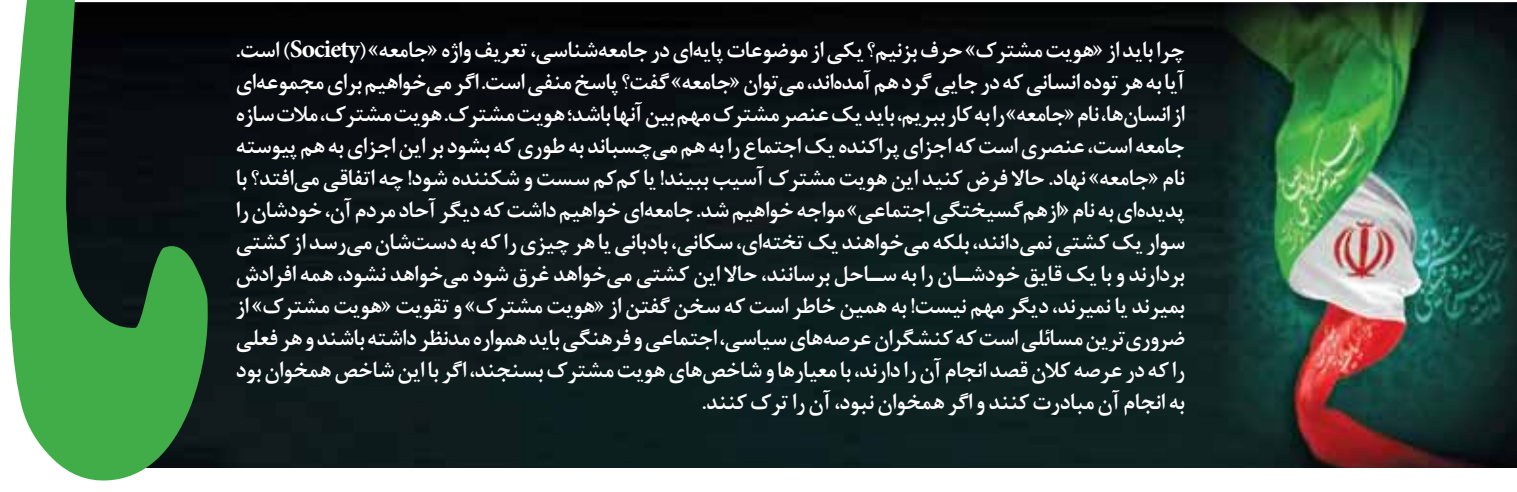 چرا باید از «هویت مشترک» حرف بزنیم؟ یکی از موضوعات پایه‌ای در جامعه‌شناسی، تعریف واژه «جامعه» (Society) است.
آیا به هر توده انسانی که در جایی گرد هم آمده‌اند، می‌توان «جامعه» گفت؟ پاسخ منفی است. اگر می‌خواهیم برای مجموعه‌ای
از انسان‌ها، نام «جامعه» را به کار ببریم، باید یک عنصر مشترک مهم بین آنها باشد؛ هویت مشترک. هویت مشترک، ملات سازه
جامعه است، عنصری است که اجزای پراکنده یک اجتماع را به هم می‌چسباند به طوری که بشود بر این اجزای به هم پیوسته
نام «جامعه» نهاد. حالا فرض کنید این هویت مشترک آسیب ببیند! یا کم‌کم سست و شکننده شود! چه اتفاقی می‌افتد؟ با
پدیده‌ای به نام «ازهم‌گسیختگی اجتماعی» مواجه خواهیم شد. جامعه‌ای خواهیم داشت که دیگر آحاد مردم آن، خودشان را
سوار یک کشتی نمی‌دانند، بلکه می‌خواهند یک تخته‌ای، سکانی، بادبانی یا هر چیزی را که به دست‌شان می‌رسد از کشتی
بردارند و با یک قایق خودشــان را به ســاحل برسانند، حالا این کشتی می‌خواهد غرق شود می‌خواهد نشود، همه افرادش
بمیرند یا نمیرند، دیگر مهم نیست! به همین خاطر است که سخن گفتن از «هویت مشترک» و تقویت «هویت مشترک» از
ضروری‌ترین مسائلی است که کنشگران عرصه‌های سیاسی، اجتماعی و فرهنگی باید همواره مدنظر داشته باشند و هر فعلی
را که در عرصه کلان قصد انجام آن را دارند، با معیارها و شاخص‌های هویت مشترک بسنجند، اگر با این شاخص همخوان بود
به انجام آن مبادرت کنند و اگر همخوان نبود، آن را ترک کنند.